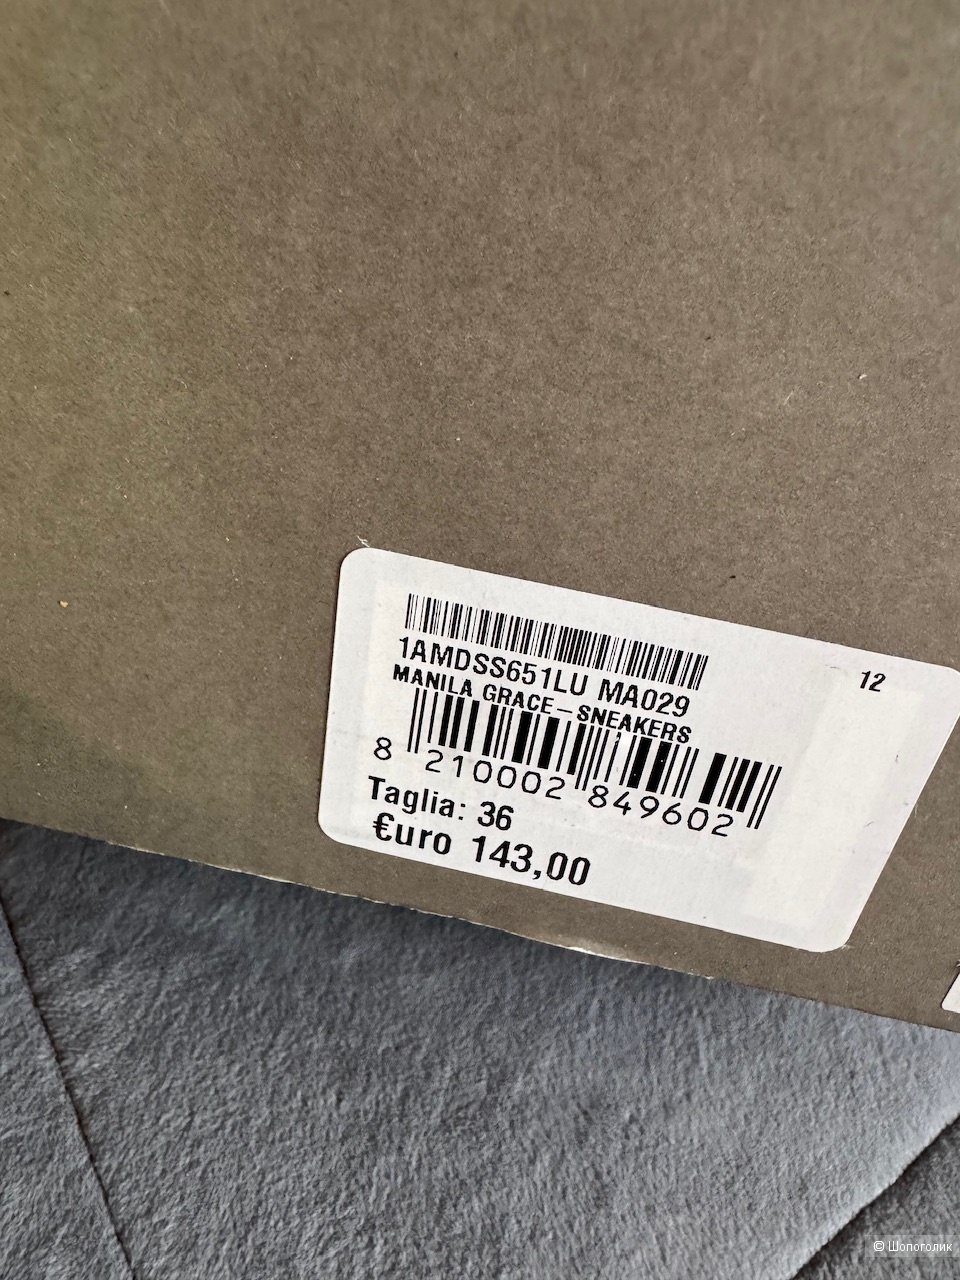 1AMDSS651LU MA029
12
MANILA GRACE-SNEAKERS
8 210002 849602
Taglia: 36
€uro 143,00
© Шопоголик